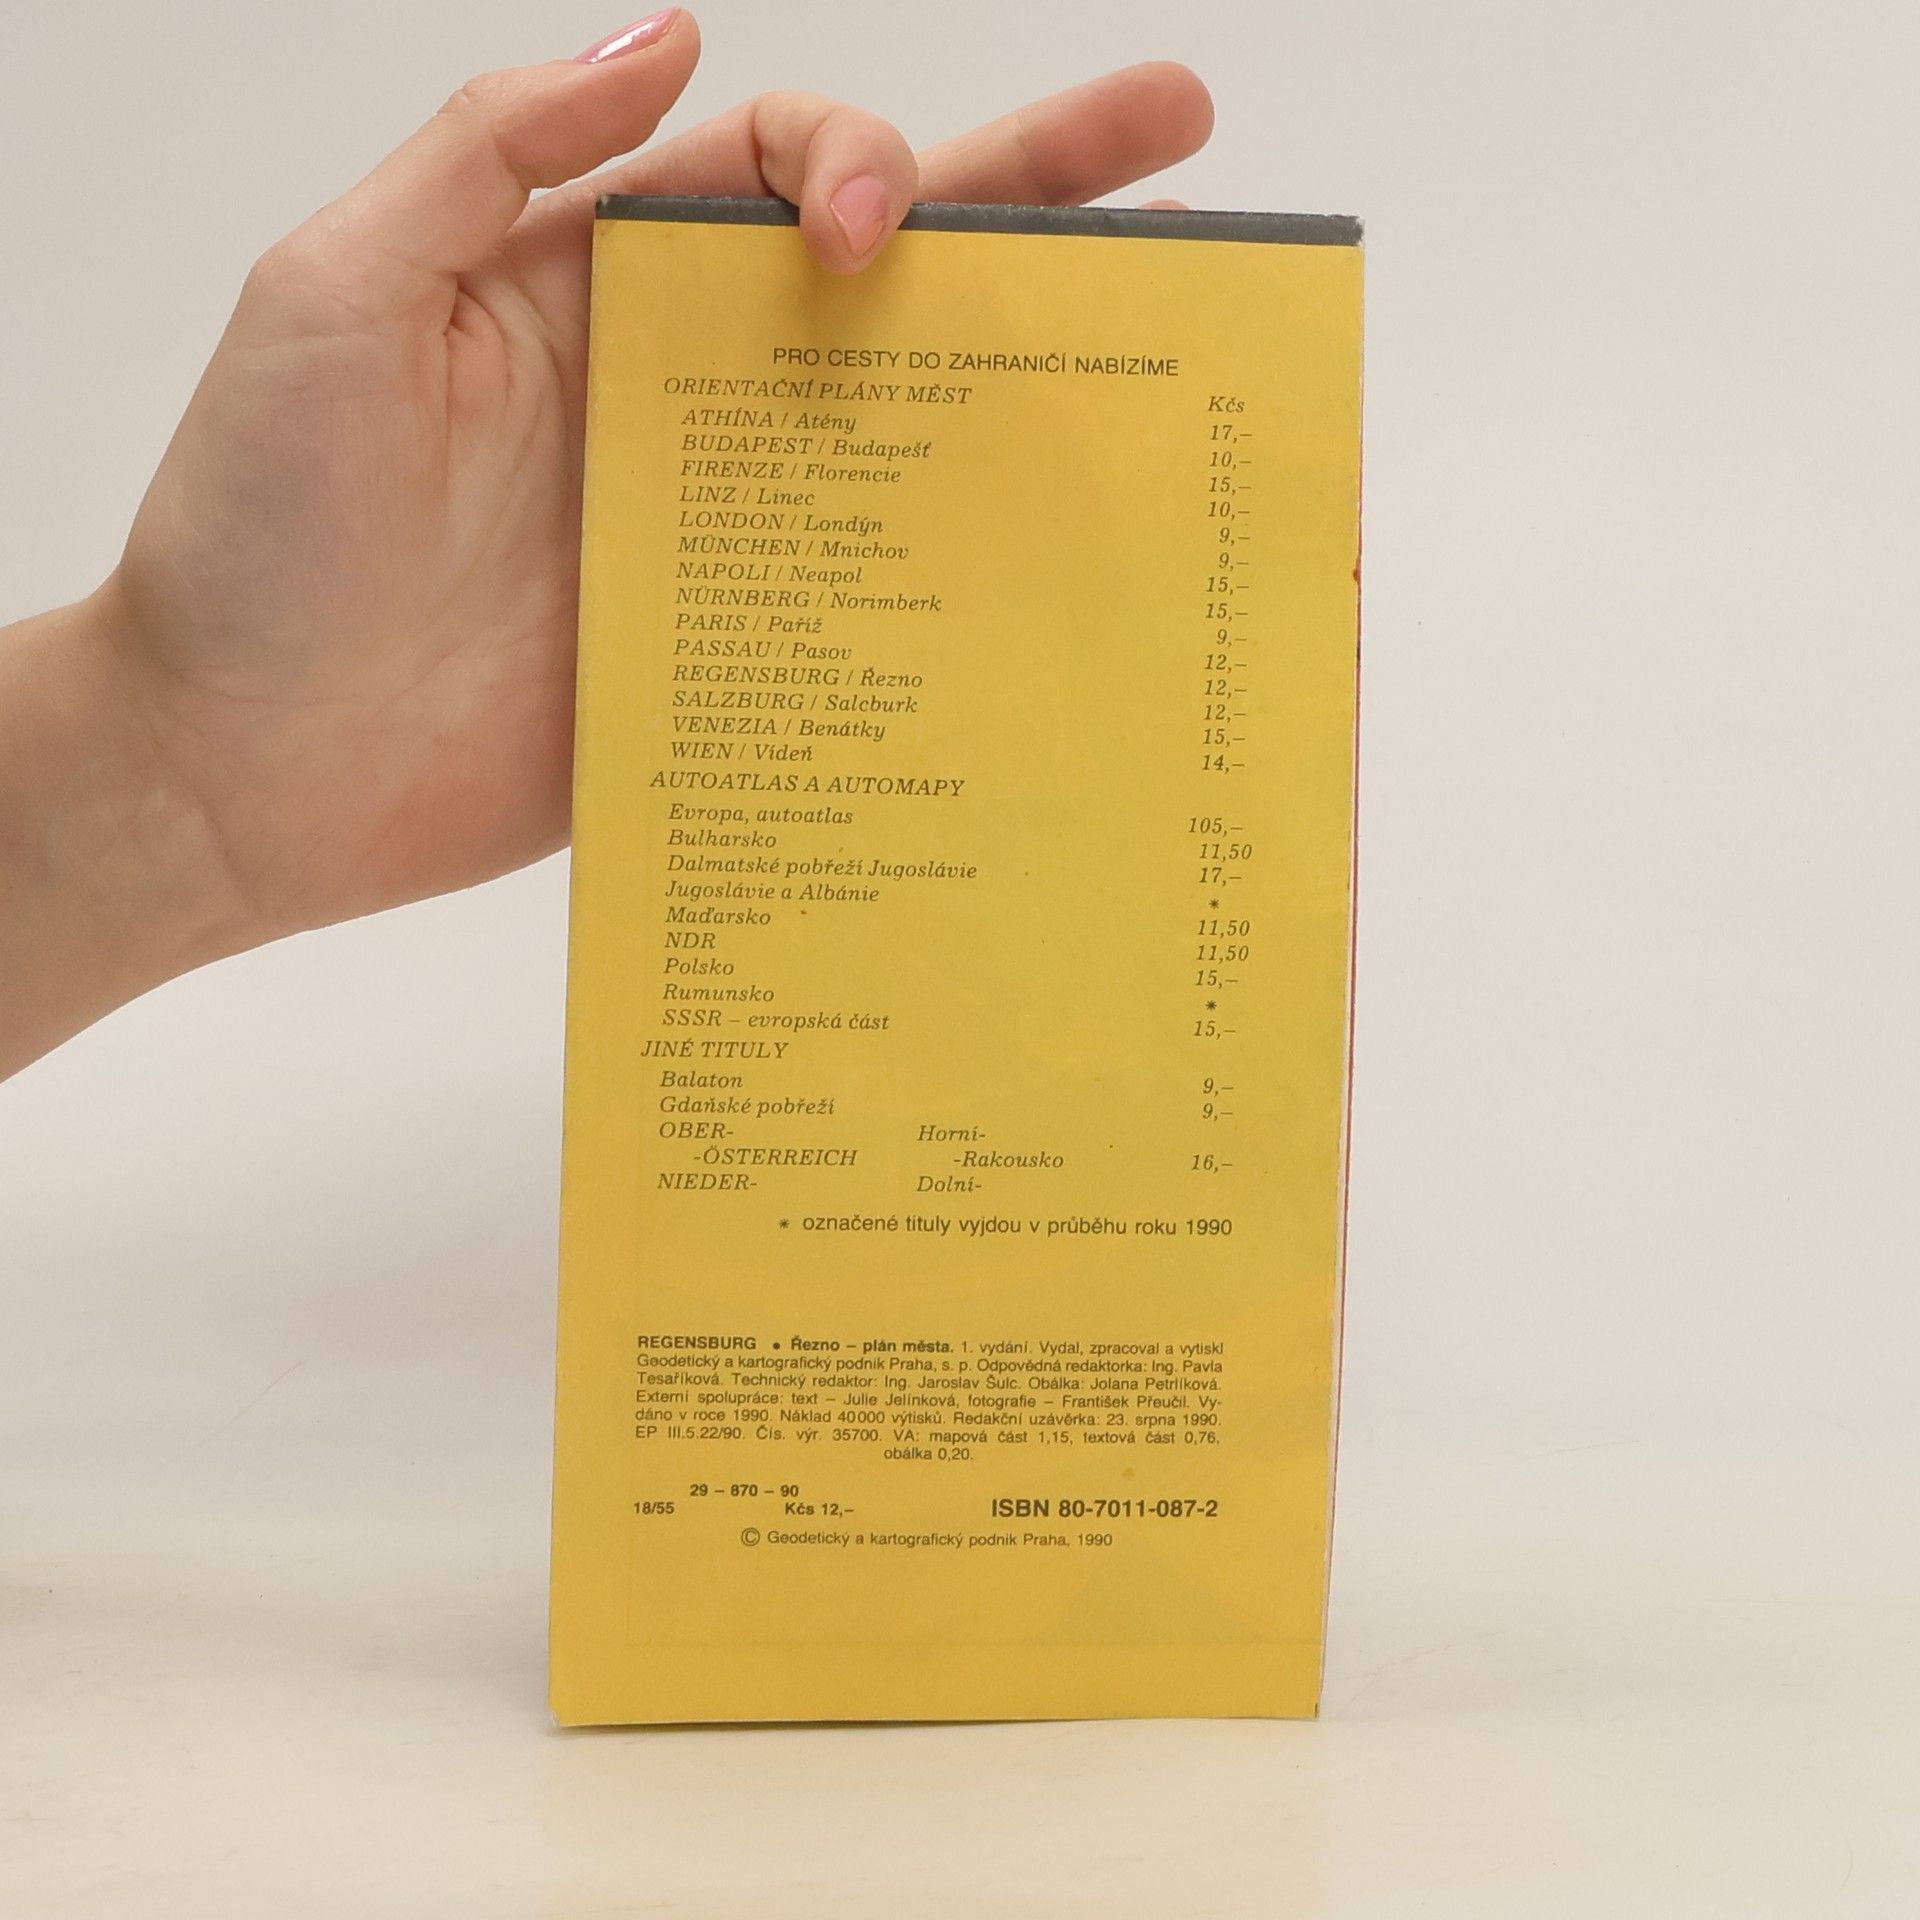 PRO CESTY DO ZAHRANIČÍ NABÍZÍME
ORIENTAČNÍ PLÁNY MĚST Kčs
ATHÍNA / Atény 17,–
BUDAPEST / Budapešť 10,–
FIRENZE / Florencie 15,–
LINZ / Linec 10,–
LONDON / Londýn 9,–
MÜNCHEN / Mnichov 9,–
NAPOLI / Neapol 15,–
NÜRNBERG / Norimberk 15,–
PARIS / Paříž 9,–
PASSAU / Pasov 12,–
REGENSBURG / Řezno 12,–
SALZBURG / Salcburk 12,–
VENEZIA / Benátky 15,–
WIEN / Vídeň 14,–
AUTOATLAS A AUTOMAPY
Evropa, autoatlas 105,–
Bulharsko 11,50
Dalmatské pobřeží Jugoslávie 17,–
Jugoslávie a Albánie *
Maďarsko 11,50
NDR 11,50
Polsko 15,–
Rumunsko *
SSSR – evropská část 15,–
JINÉ TITULY
Balaton 9,–
Gdaňské pobřeží 9,–
OBER- Horní-
-ÖSTERREICH -Rakousko 16,–
NIEDER- Dolní-
* označené tituly vyjdou v průběhu roku 1990
REGENSBURG • Řezno – plán města. 1. vydání. Vydal, zpracoval a vytiskl
Geodetický a kartografický podnik Praha, s. p. Odpovědná redaktorka: Ing. Pavla
Tesaříková. Technický redaktor: Ing. Jaroslav Šulc. Obálka: Jolana Petrlíková.
Externí spolupráce: text – Julie Jelínková, fotografie – František Přeučil. Vy-
dáno v roce 1990. Náklad 40 000 výtisků. Redakční uzávěrka: 23. srpna 1990.
EP III.5.22/90. Čís. výr. 35700. VA: mapová část 1,15, textová část 0,76,
obálka 0,20.
29 – 870 – 90
18/55 Kčs 12,– ISBN 80-7011-087-2
© Geodetický a kartografický podnik Praha, 1990